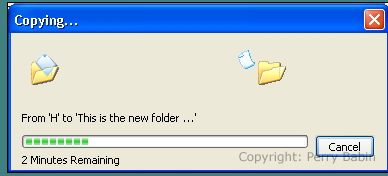 Copying...
From 'H' to 'This is the new folder ...'
Cancel
2 Minutes Remaining
Copyright: Perry Babin